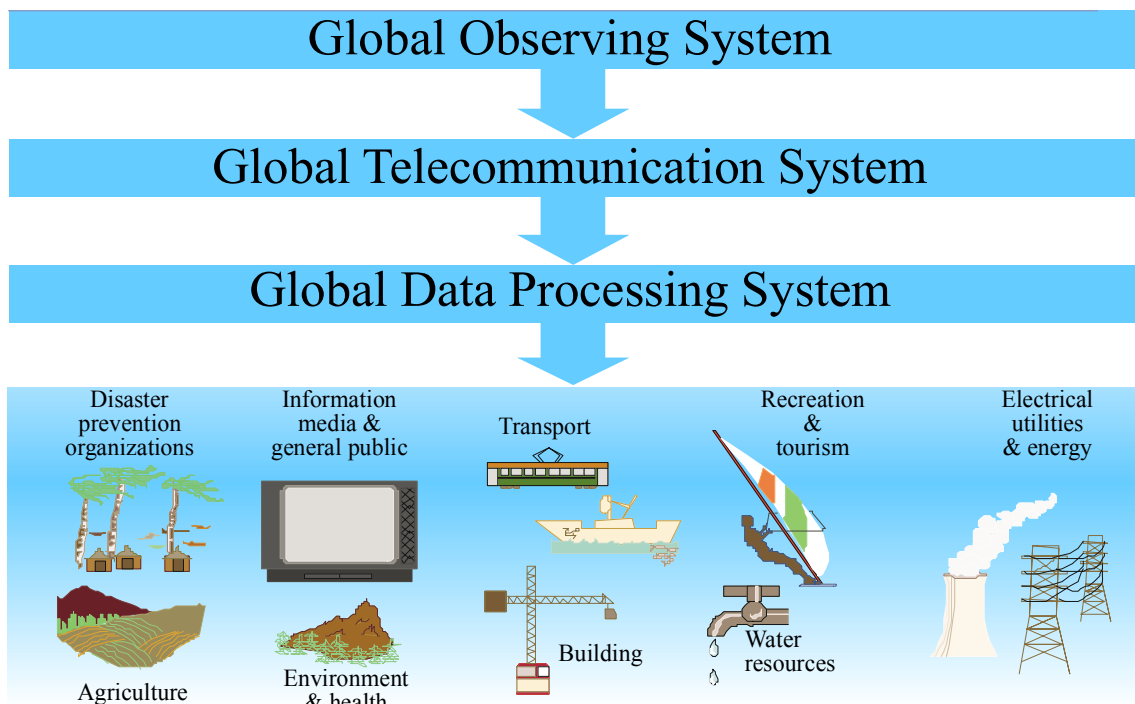 Global Observing System
Global Telecommunication System
Global Data Processing System
Disaster
prevention
organizations
Information
media &
general public
Transport
Recreation
&
tourism
Electrical
utilities
& energy
Agriculture
Environment
& health
Building
Water
resources